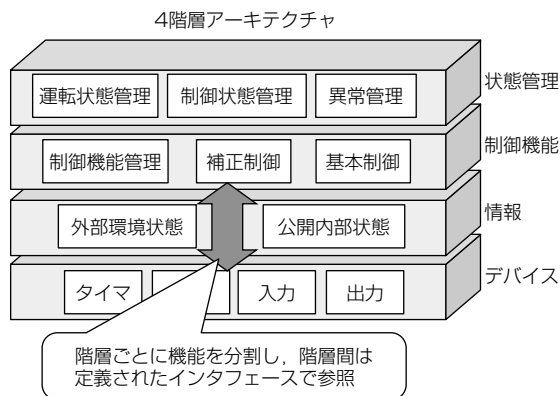 4階層アーキテクチャ
運転状態管理 制御状態管理 異常管理 状態管理
制御機能管理 補正制御 基本制御 制御機能
外部環境状態 公開内部状態 情報
タイマ 入力 出力 デバイス
階層ごとに機能を分割し，階層間は
定義されたインタフェースで参照